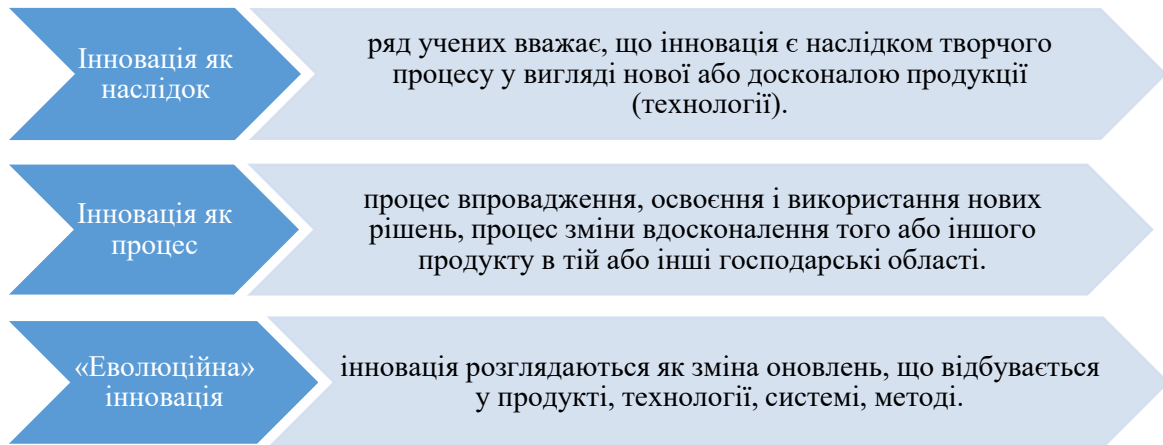 Інновація як
наслідок
ряд учених вважає, що інновація є наслідком творчого
процесу у вигляді нової або досконалою продукції
(технології).
Інновація як
процес
процес впровадження, освоєння і використання нових
рішень, процес зміни вдосконалення того або іншого
продукту в тій або інші господарські області.
«Еволюційна»
інновація
інновація розглядаються як зміна оновлень, що відбувається
у продукті, технології, системі, методі.